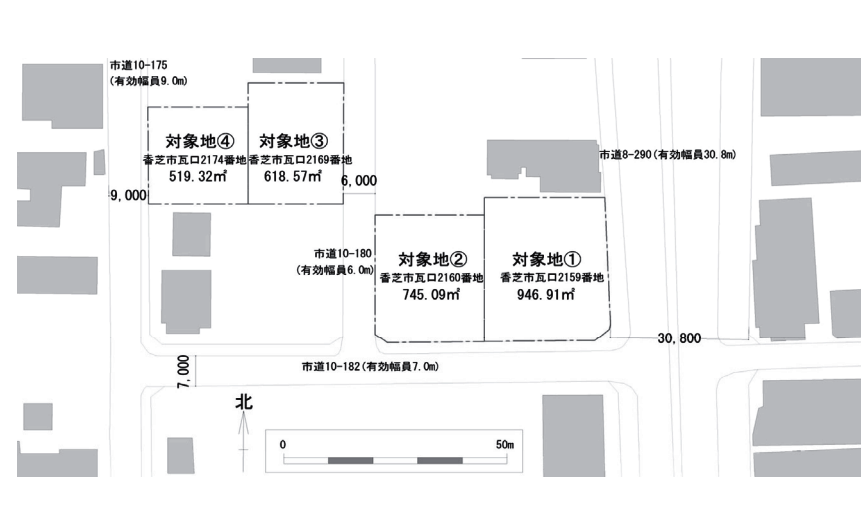 市道10-175
(有効幅員9.0m)
対象地④
香芝市瓦口2174番地
519.32㎡
対象地③
香芝市瓦口2169番地
618.57㎡
市道8-290(有効幅員30.8m)
9,000
6,000
市道10-180
(有効幅員6.0m)
対象地②
香芝市瓦口2160番地
745.09㎡
対象地①
香芝市瓦口2159番地
946.91㎡
30,800
7,000
市道10-182(有効幅員7.0m)
北
0
50m